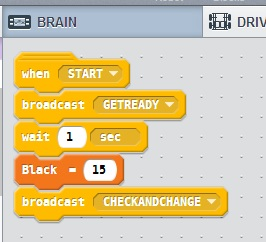 BRAIN
DRIV
when START
broadcast GETREADY
wait 1 sec
Black = 15
broadcast CHECKANDCHANGE